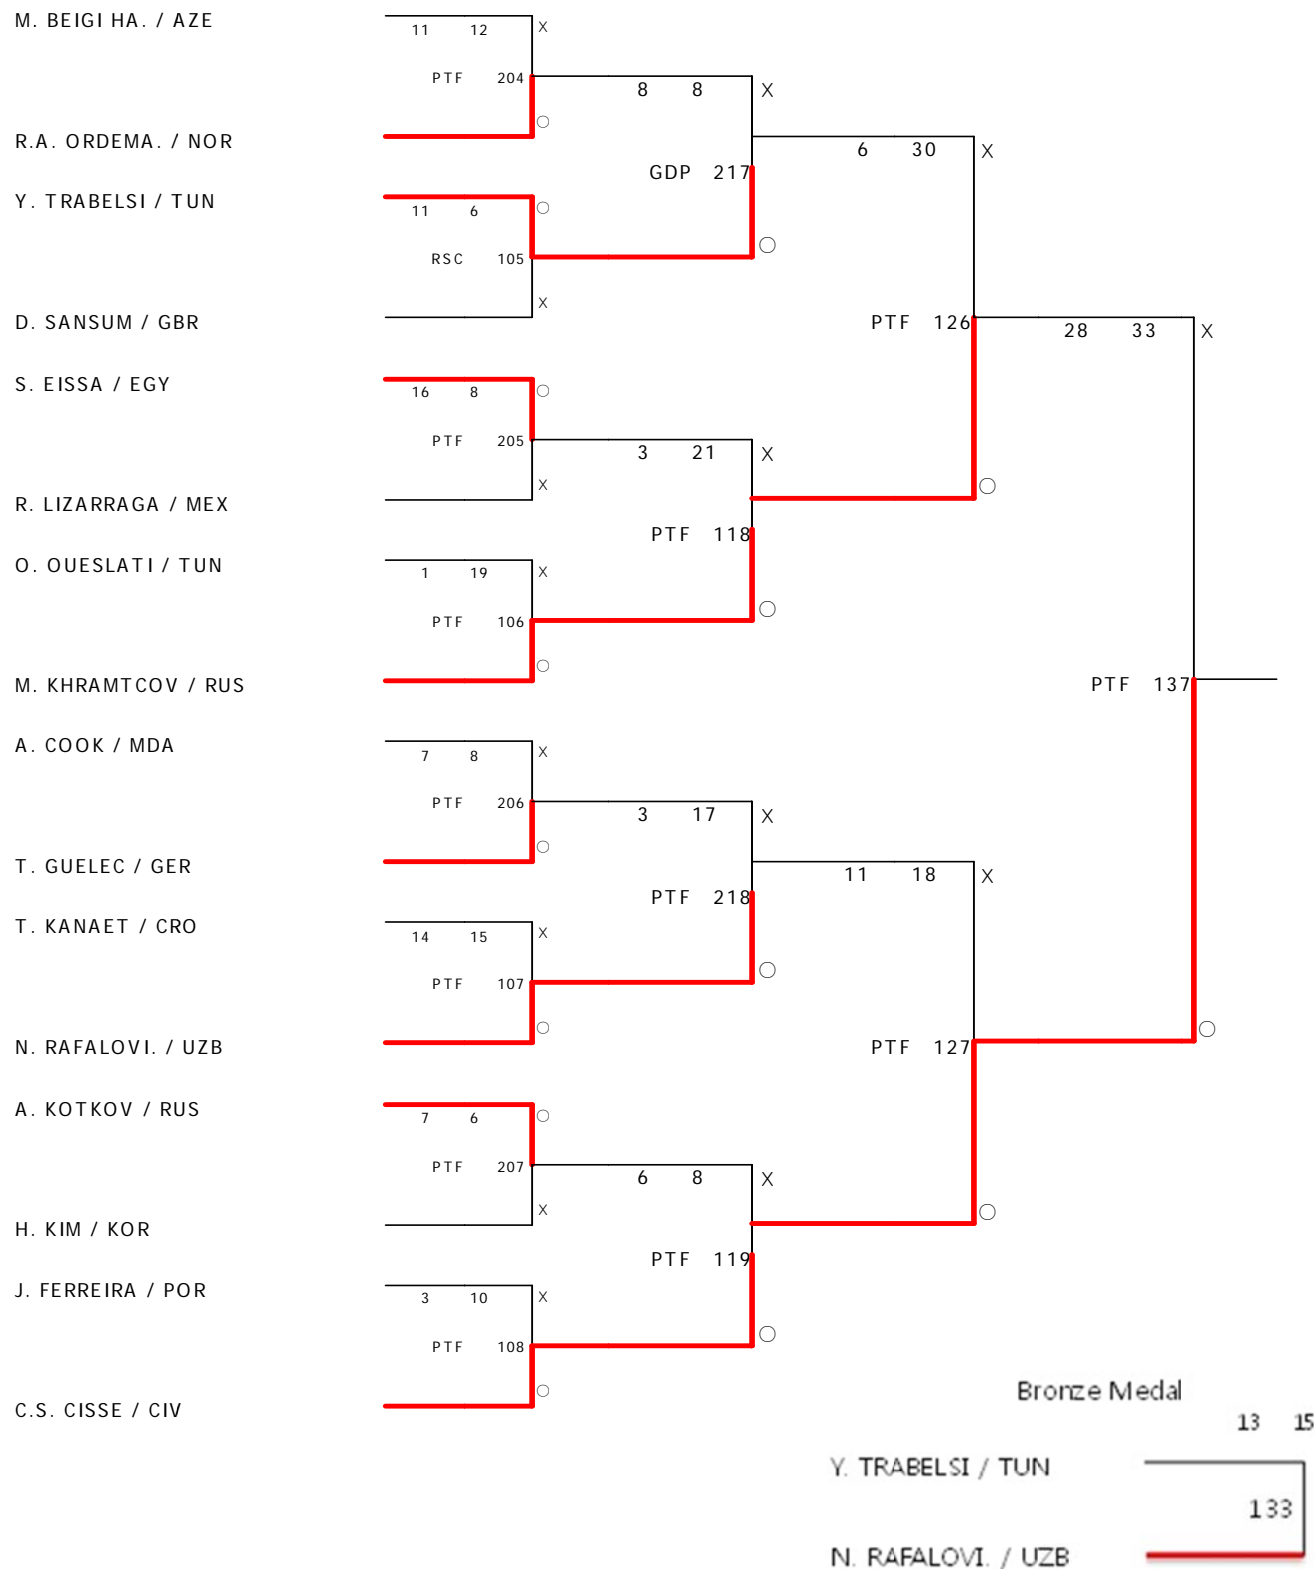 M. BEIGI HA. / AZE
11 12 X
PTF 204
8 8 X
O
R.A. ORDEMA. / NOR
6 30 X
GDP 217
Y. TRABELSI / TUN
O
11 6
O
RSC 105
X
D. SANSUM / GBR
PTF 126
28 33 X
S. EISSA / EGY
O
16 8
PTF 205
3 21 X
X
O
R. LIZARRAGA / MEX
PTF 118
O. OUESLATI / TUN
1 19 X
O
PTF 106
O
M. KHRAMTCOV / RUS
PTF 137
A. COOK / MDA
7 8 X
PTF 206
3 17 X
O
T. GUELEC / GER
11 18 X
PTF 218
T. KANAET / CRO
14 15 X
O
PTF 107
O
O
N. RAFALOVI. / UZB
PTF 127
A. KOTKOV / RUS
O
7 6
PTF 207
6 8 X
X
O
H. KIM / KOR
PTF 119
J. FERREIRA / POR
3 10 X
O
PTF 108
O
C.S. CISSE / CIV
Bronze Medal
13 15
Y. TRABELSI / TUN
133
N. RAFALOVI. / UZB